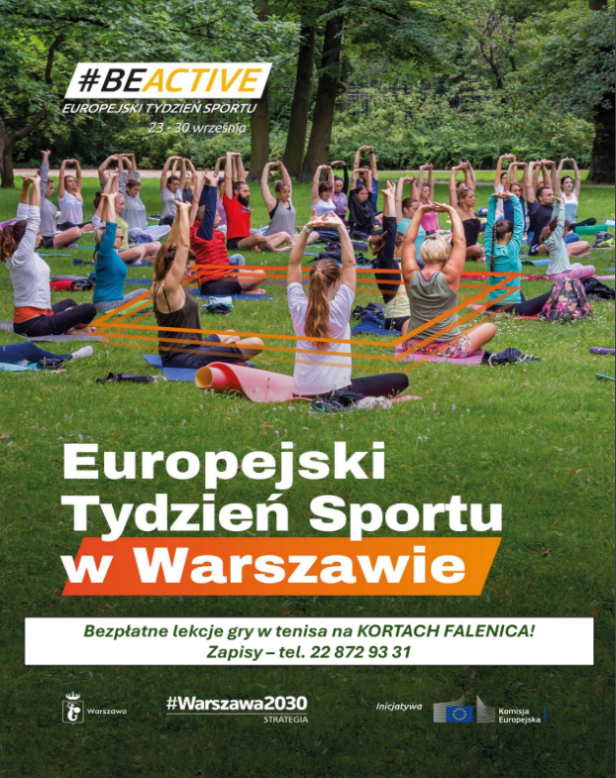 #BEACTIVE
EUROPEJSKI TYDZIEŃ SPORTU
23 - 30 września
Europejski
Tydzień Sportu
w Warszawie
Bezpłatne lekcje gry w tenisa na KORTACH FALENICA!
Zapisy – tel. 22 872 93 31
Warszawa
#Warszawa2030
STRATEGIA
Inicjatywa
Komisja
Europejska